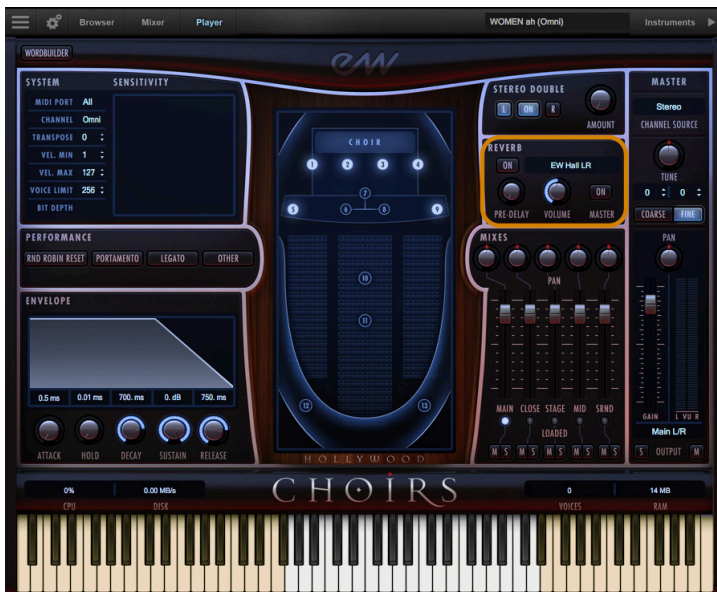 Browser Mixer Player WOMEN ah (Omni) Instruments
WORDBUILDER
eaw
SYSTEM SENSITIVITY
MIDI PORT All
CHANNEL Omni
TRANSPOSE 0
VEL. MIN 1
VEL. MAX 127
VOICE LIMIT 256
BIT DEPTH
PERFORMANCE
RND ROBIN RESET PORTAMENTO LEGATO OTHER
ENVELOPE
0.5 ms 0.01 ms 700. ms 0. dB 750. ms
ATTACK HOLD DECAY SUSTAIN RELEASE
CHOIR
1 2 3 4
7
5 6 8 9
10
11
12 13
HOLLYWOOD
CHOIRS
STEREO DOUBLE
L ON R
AMOUNT
REVERB
ON EW Hall LR
ON
PRE-DELAY VOLUME MASTER
MIXES
PAN
MAIN CLOSE STAGE MID SRND
LOADED
M S M S M S M S M S
MASTER
Stereo
CHANNEL SOURCE
TUNE
0 0
COARSE FINE
PAN
GAIN L VU R
Main L/R
S OUTPUT M
0% 0.00 MB/s
CPU DISK
0 14 MB
VOICES RAM